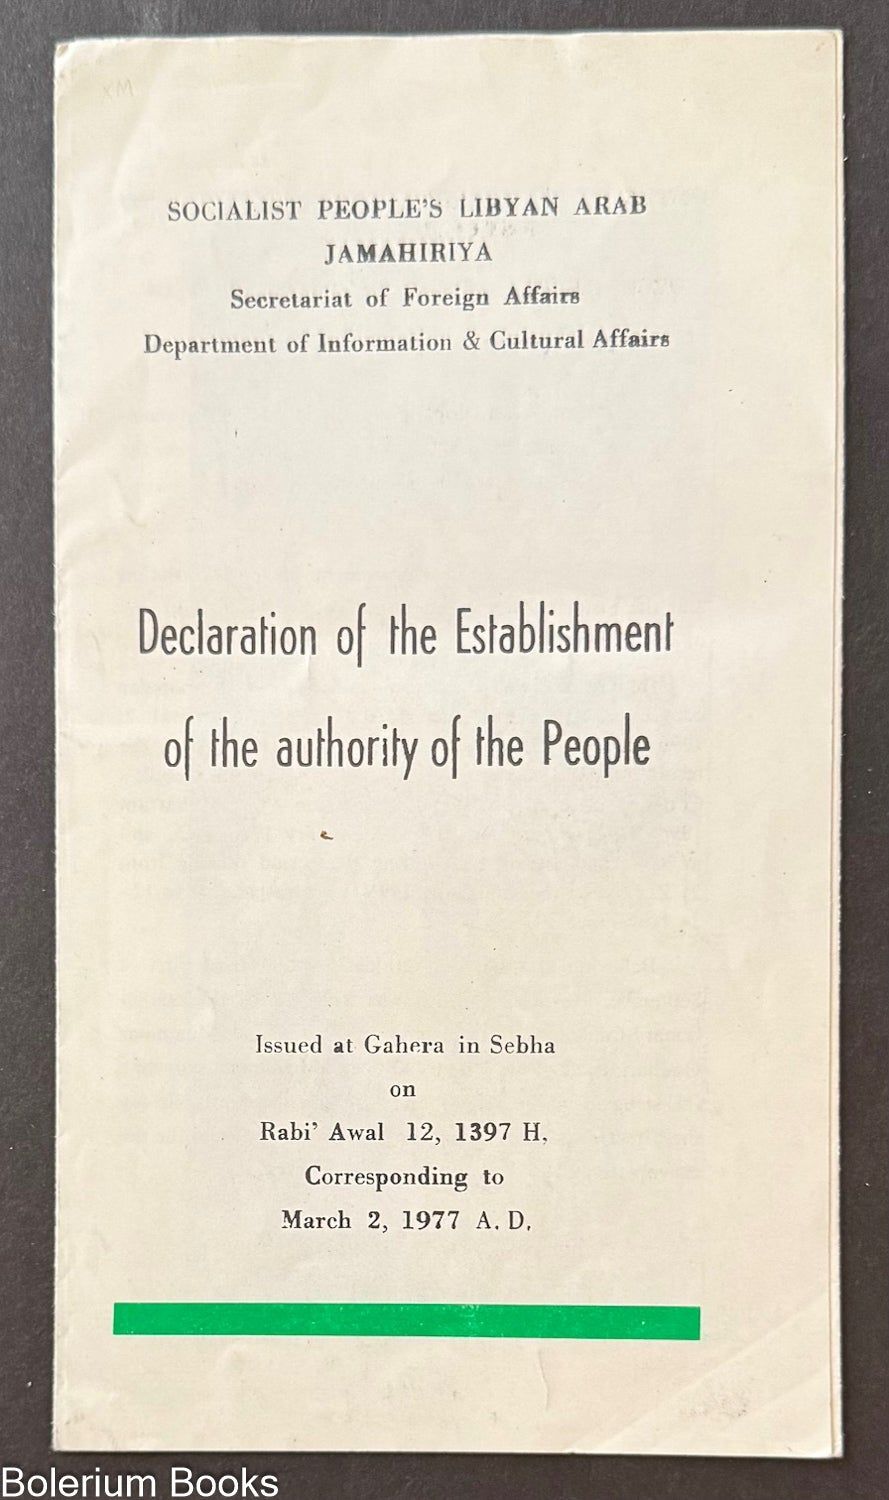 SOCIALIST PEOPLE'S LIBYAN ARAB
JAMAHIRIYA
Secretariat of Foreign Affairs
Department of Information & Cultural Affairs
Declaration of the Establishment
of the authority of the People
Issued at Gahera in Sebha
on
Rabi' Awal 12, 1397 H.
Corresponding to
March 2, 1977 A. D.
Bolerium Books